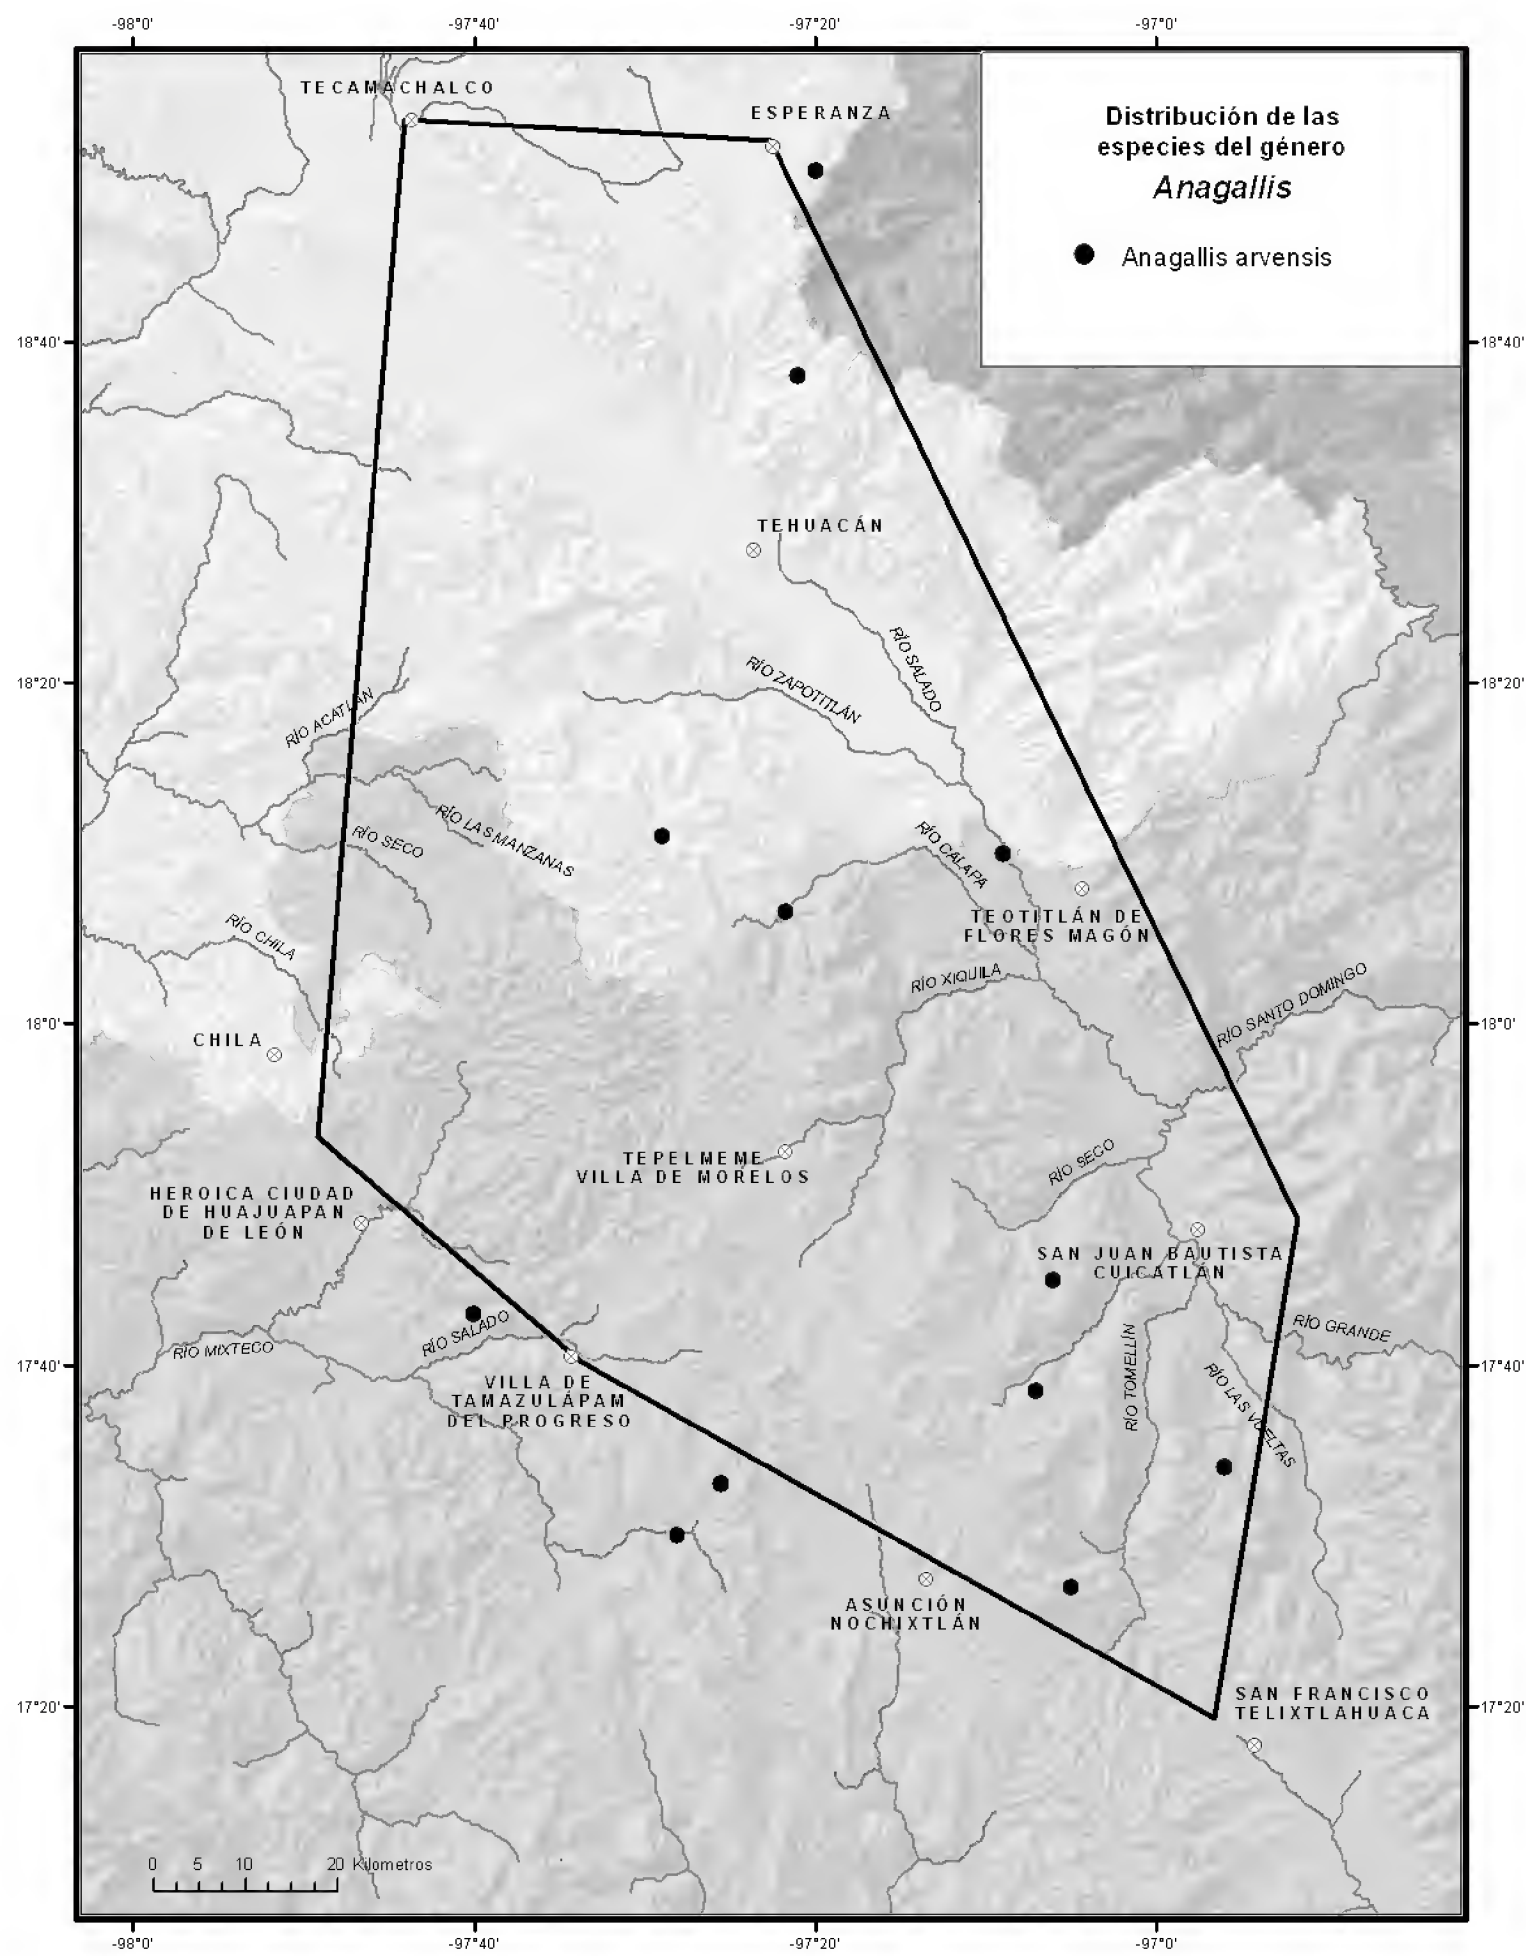 -98°0'
-97°40'
-97°20'
-97°0'
TECAMACHALCO
ESPERANZA
Distribución de las
especies del género
Anagallis
Anagallis arvensis
18°40'
18°40'
TEHUACÁN
RÍO SALADO
RÍO ZAPOTITLÁN
18°20'
18°20'
RÍO ACATLÁN
RÍO LAS MANZANAS
RÍO SECO
RÍO CALAPA
TEOTITLÁN DE
FLORES MAGÓN
RÍO CHILA
RÍO XIQUILA
RÍO SANTO DOMINGO
18°0'
18°0'
CHILA
TEPELMEME
VILLA DE MORELOS
RÍO SECO
HEROICA CIUDAD
DE HUAJUAPAN
DE LEÓN
SAN JUAN BAUTISTA
CUICATLÁN
RÍO SALADO
RÍO MIXTECO
RÍO GRANDE
17°40'
17°40'
RÍO TOMELLÍN
RÍO LAS VUELTAS
VILLA DE
TAMAZULÁPAM
DEL PROGRESO
ASUNCIÓN
NOCHIXTLÁN
17°20'
17°20'
SAN FRANCISCO
TELIXTLAHUACA
0 5 10 20 Kilometros
-98°0'
-97°40'
-97°20'
-97°0'